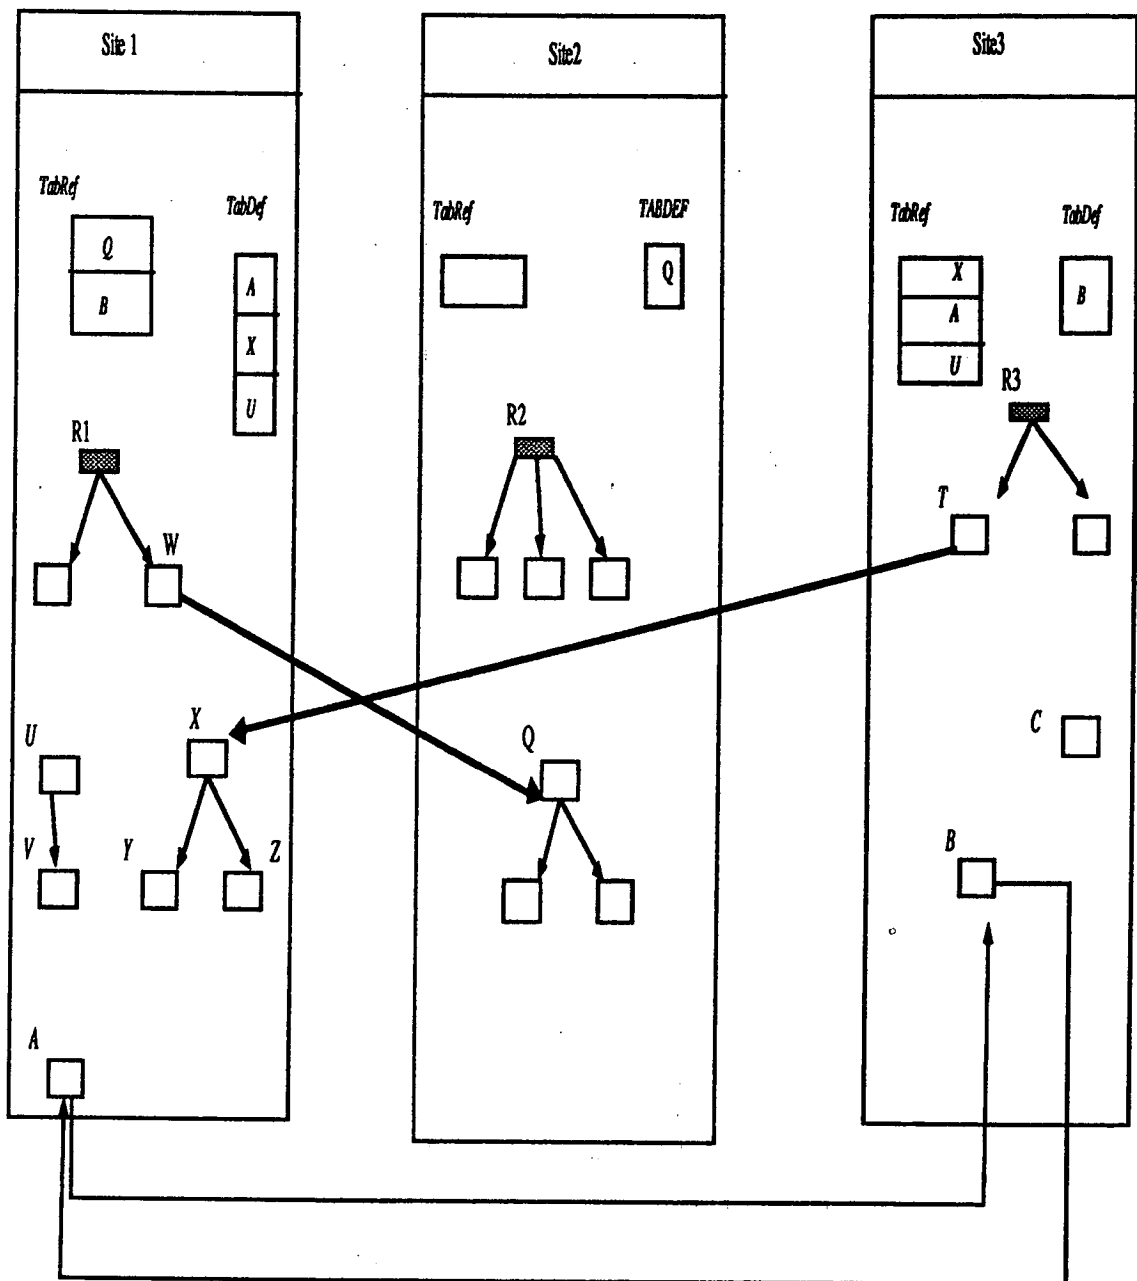 Site 1
Site2
Site3
TabRef
TabDef
Q
B
A
X
U
TabRef
TABDEF
Q
TabRef
TabDef
X
A
U
B
R1
W
R2
R3
T
U
X
V
Y
Z
Q
C
B
A